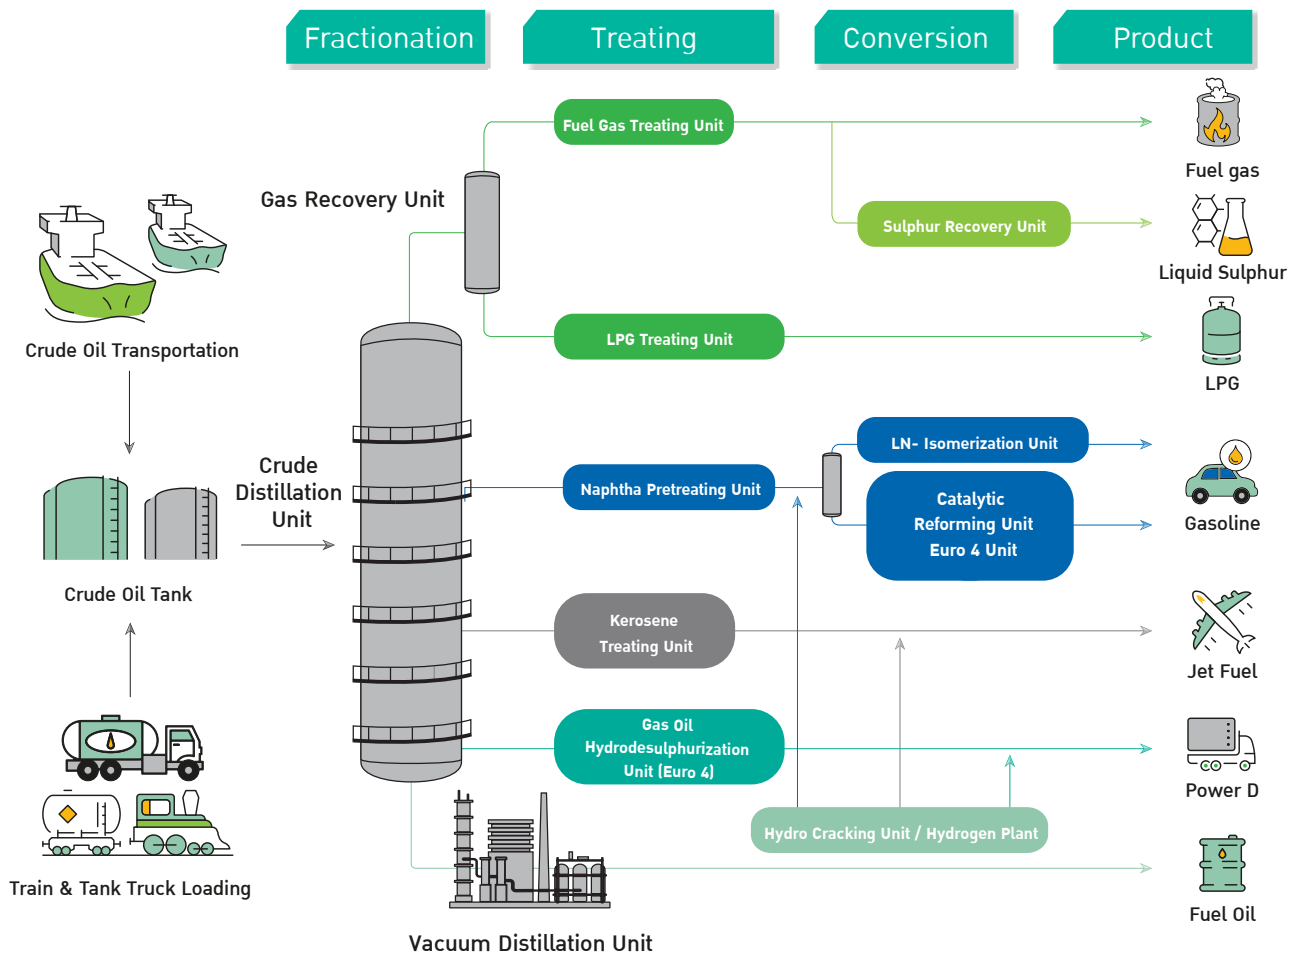 Fractionation
Treating
Conversion
Product
Fuel Gas Treating Unit
Fuel gas
Gas Recovery Unit
Sulphur Recovery Unit
Liquid Sulphur
Crude Oil Transportation
LPG Treating Unit
LPG
Crude
Distillation
Unit
Naphtha Pretreating Unit
LN- Isomerization Unit
Catalytic
Reforming Unit
Euro 4 Unit
Gasoline
Crude Oil Tank
Kerosene
Treating Unit
Jet Fuel
Gas Oil
Hydrodesulphurization
Unit (Euro 4)
Power D
Hydro Cracking Unit / Hydrogen Plant
Train & Tank Truck Loading
Fuel Oil
Vacuum Distillation Unit